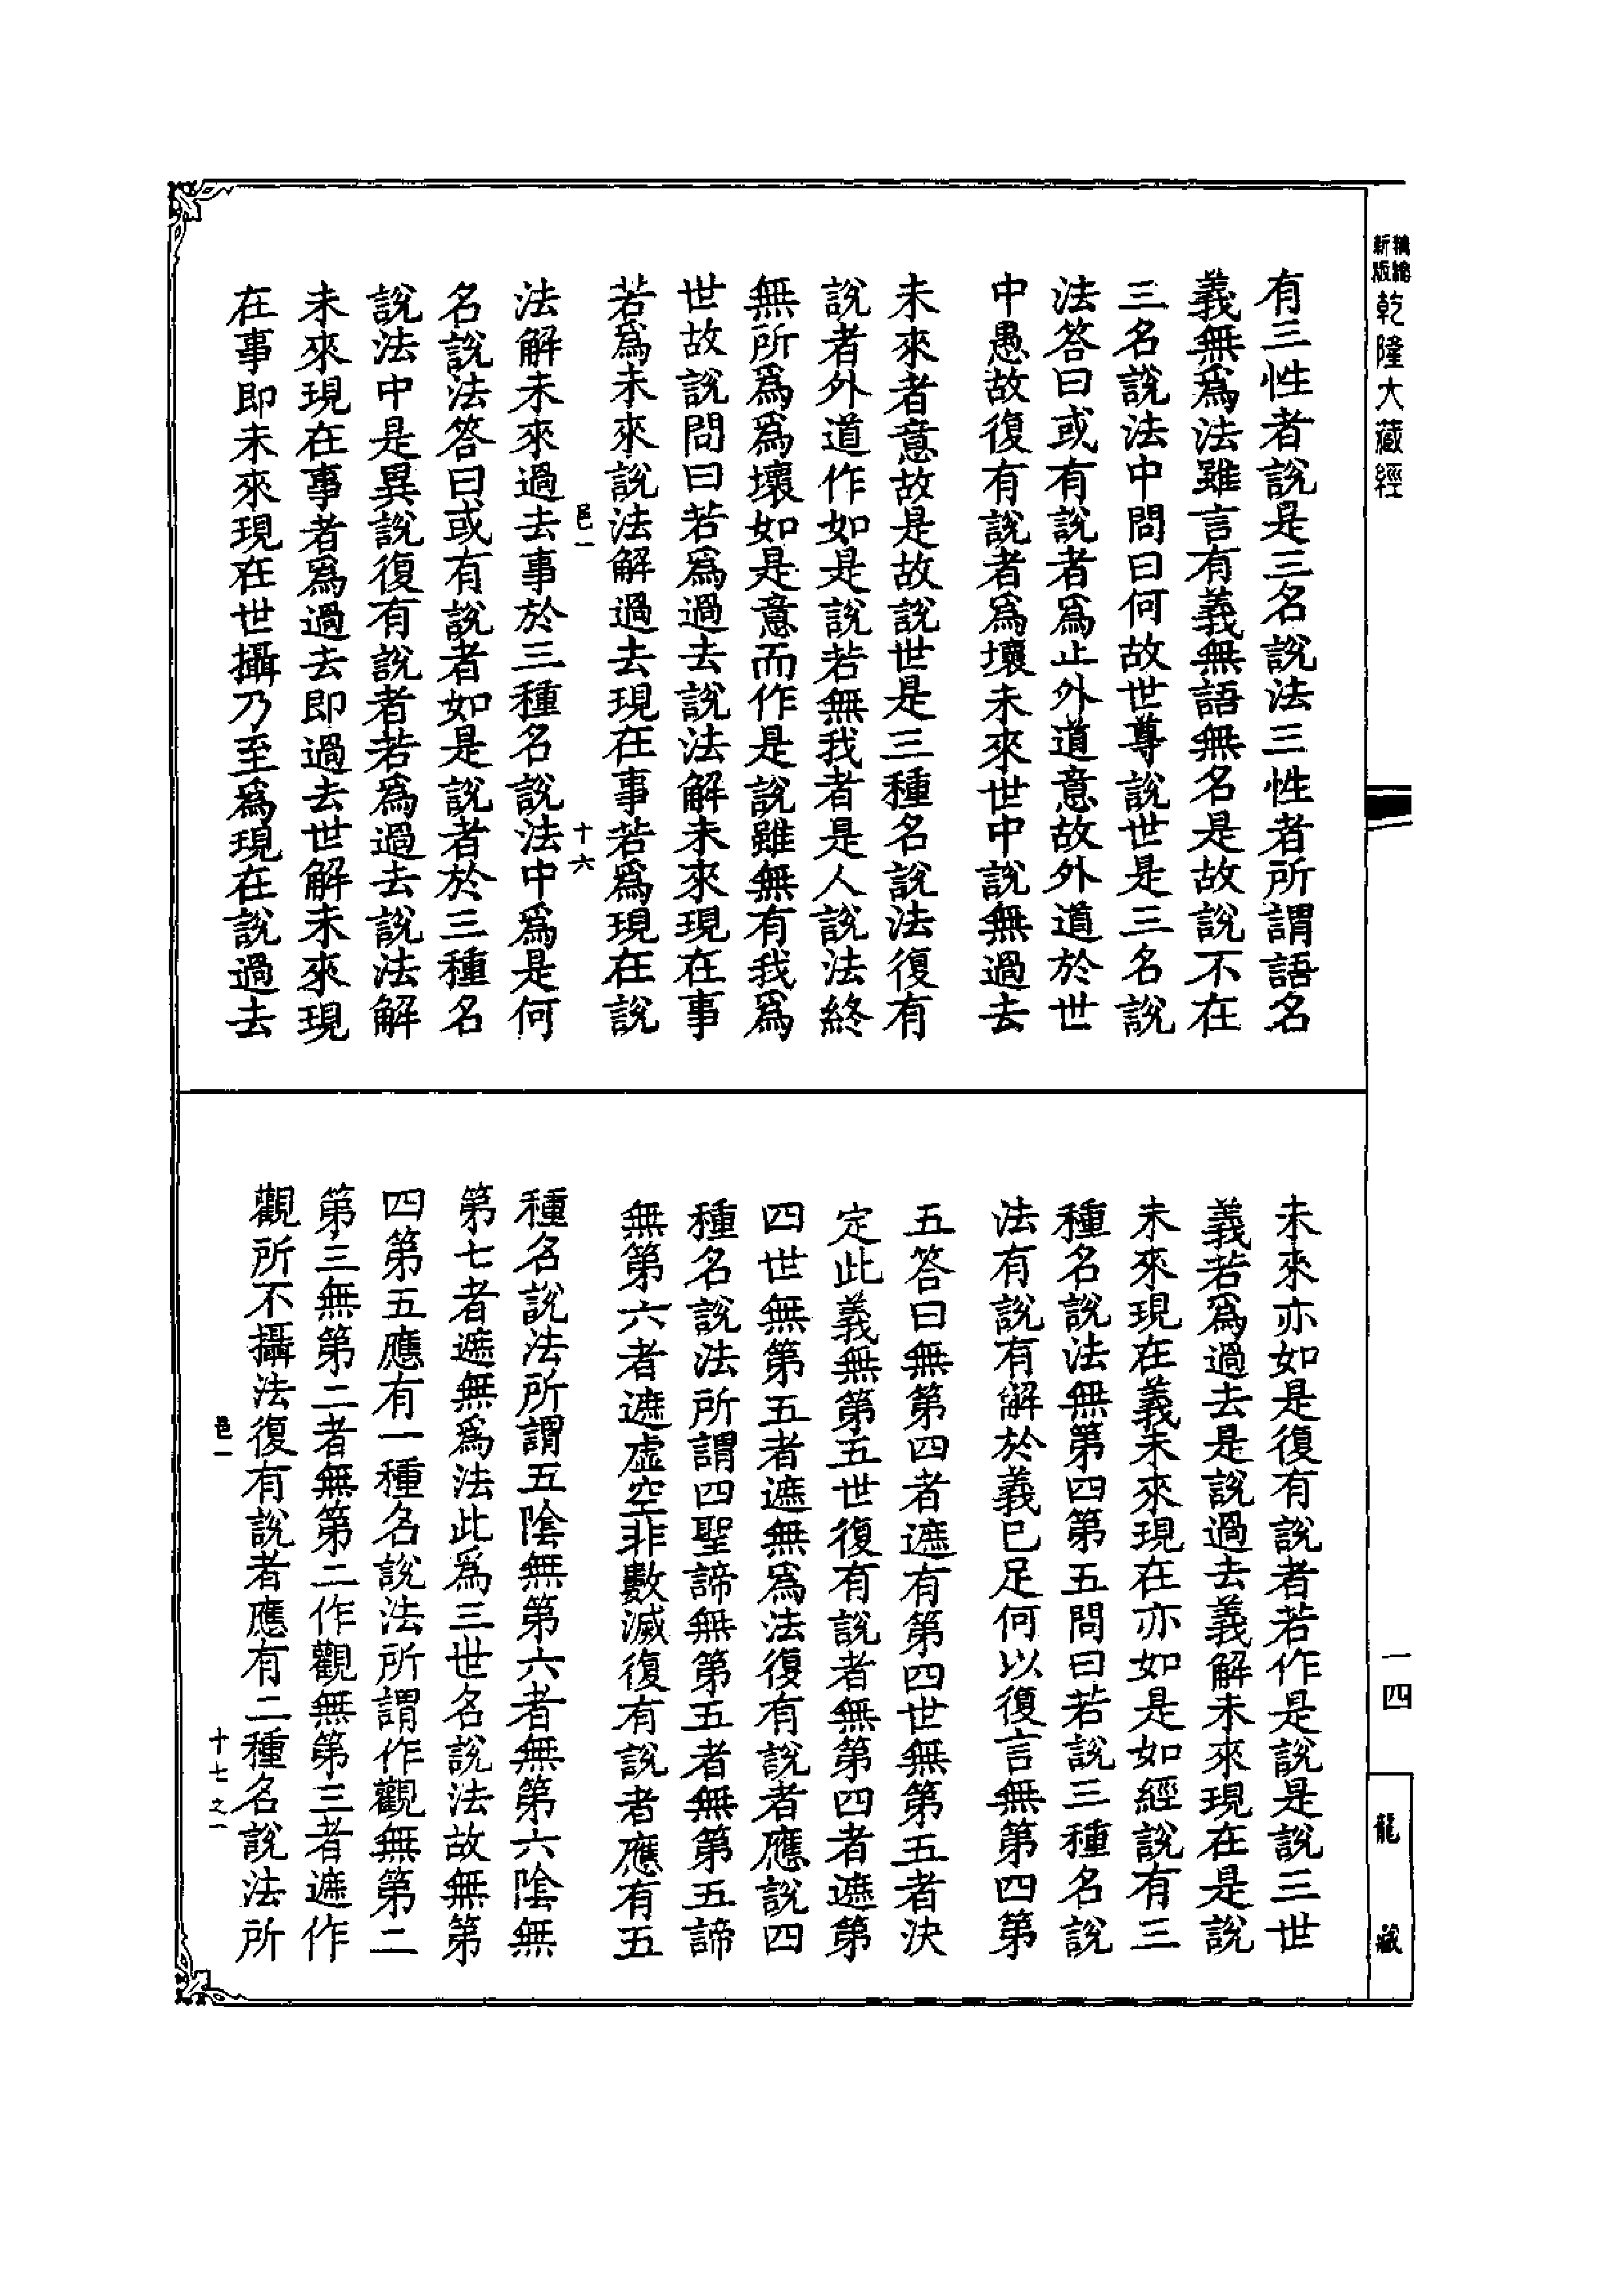 精縮
新版
乾隆大藏經
有三性者說是三名說法三性者所謂語名
義無爲法雖言有義無語無名是故說不在
三名說法中問曰何故世尊說世是三名說
法答曰或有說者爲止外道意故外道於世
中愚故復有說者爲壞未來世中說無過去
未來者意故是故說世是三種名說法復有
說者外道作如是說若無我者是人說法終
無所爲爲壞如是意而作是說雖無有我爲
世故說問曰若爲過去說法解未來現在事
若爲未來說法解過去現在事若爲現在說
邑一
十六
法解未來過去事於三種名說法中爲是何
名說法答曰或有說者如是說者於三種名
說法中是異說復有說者若爲過去說法解
未來現在事者爲過去即過去世解未來現
在事即未來現在世攝乃至爲現在說過去
未來亦如是復有說者若作是說是說三世
義若爲過去是說過去義解未來現在是說
未來現在義未來現在亦如是如經說有三
種名說法無第四第五問曰若說三種名說
法有說有解於義已足何以復言無第四第
五答曰無第四者遮有第四世無第五者決
定此義無第五世復有說者無第四者遮第
四世無第五者遮無爲法復有說者應說四
種名說法所謂四聖諦無第五者無第五諦
無第六者遮虛空非數滅復有說者應有五
種名說法所謂五陰無第六者無第六陰無
第七者遮無爲法此爲三世名說法故無第
四第五應有一種名說法所謂作觀無第二
第三無第二者無第二作觀無第三者遮作
觀所不攝法復有說者應有二種名說法所
邑一
十七之一
一四
龍藏